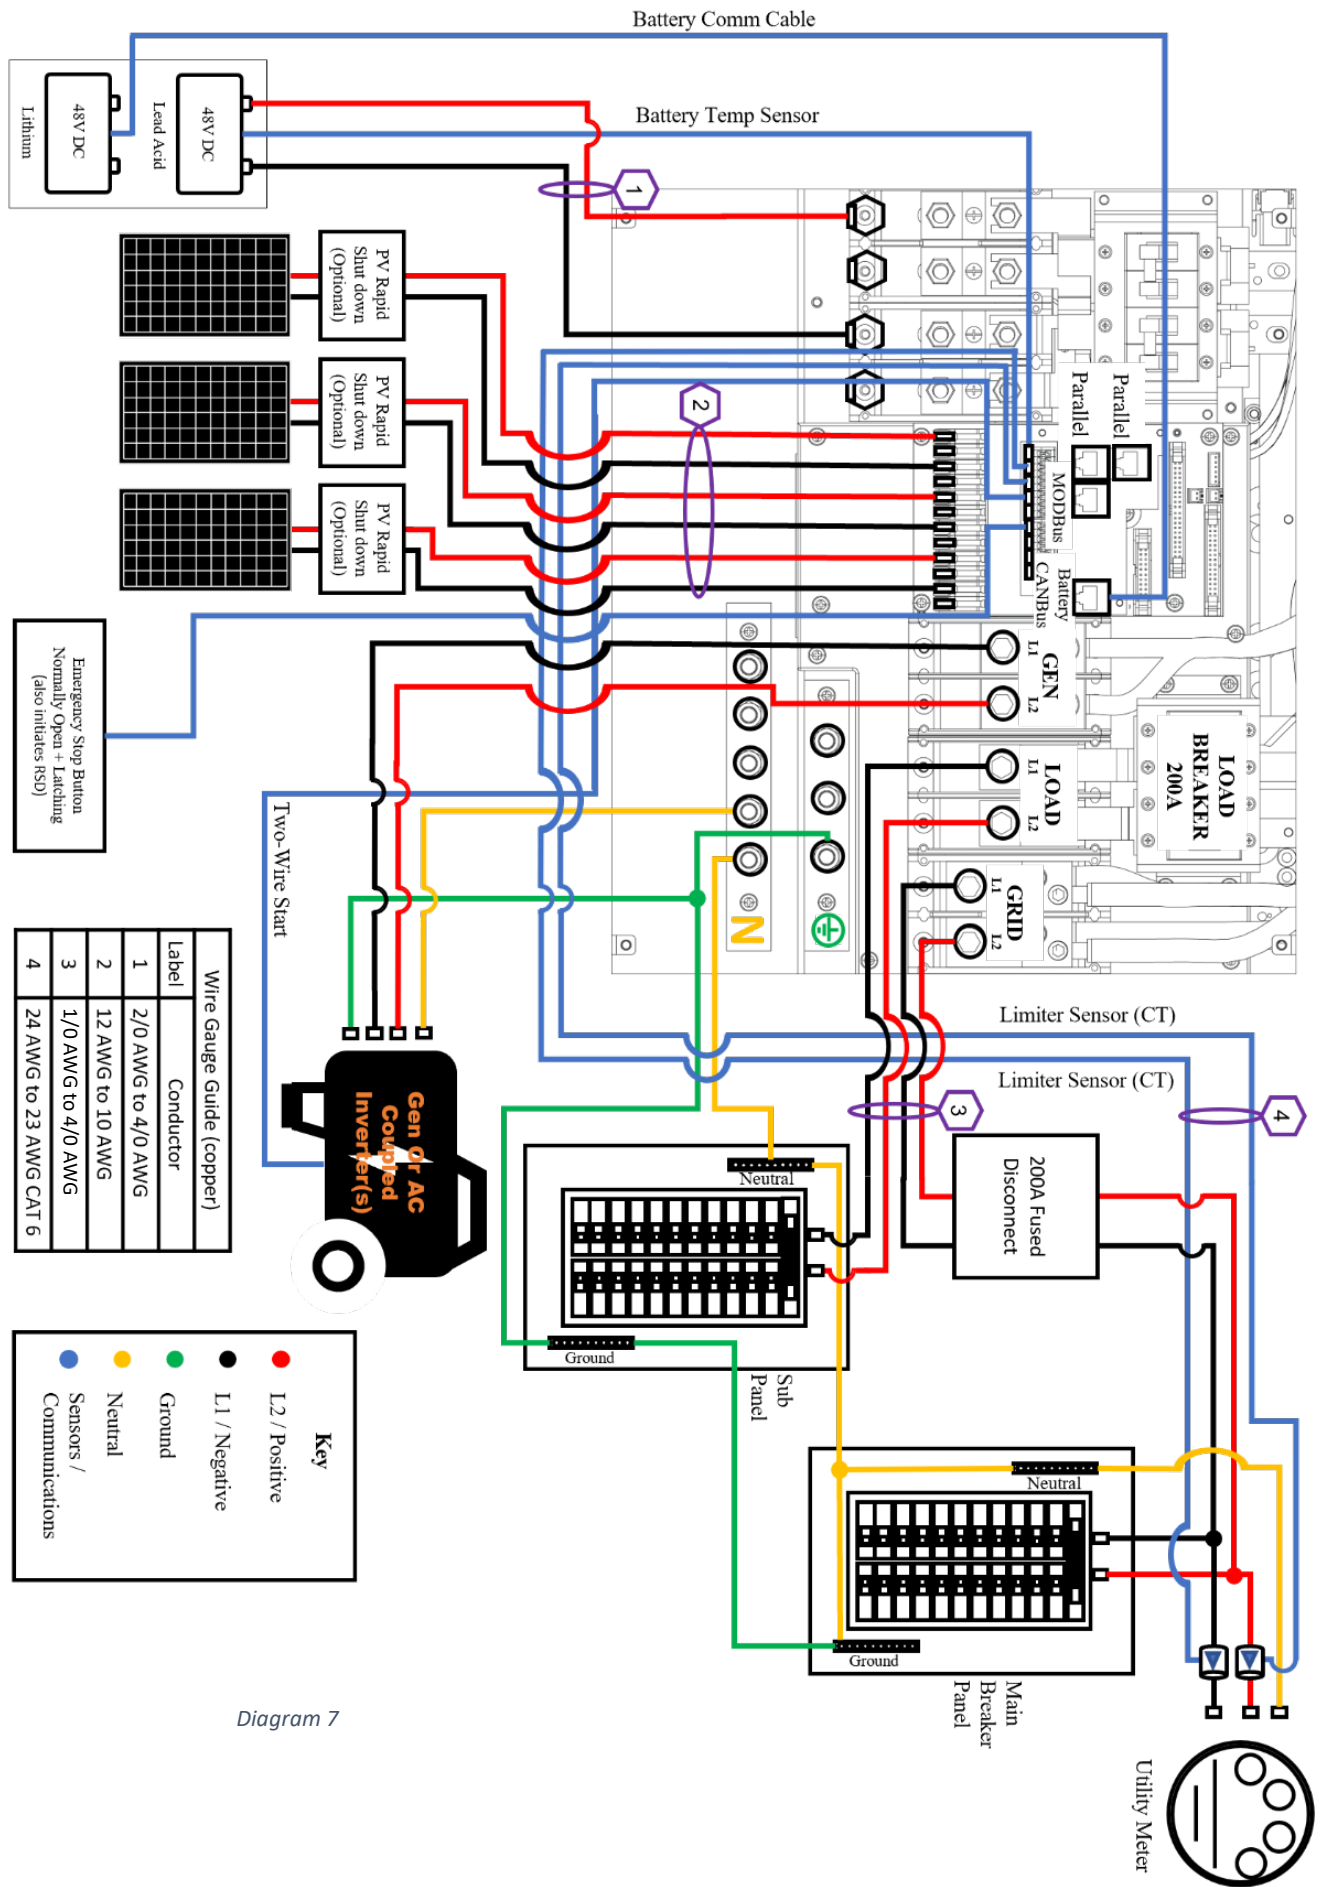 Battery Comm Cable
Battery Temp Sensor
48V DC
Lithium
48V DC
Lead Acid
1
PV Rapid
Shut down
(Optional)
PV Rapid
Shut down
(Optional)
PV Rapid
Shut down
(Optional)
2
Parallel
Parallel
MODBus
Battery
CANBus
L1
GEN
L2
L1
LOAD
L2
LOAD
BREAKER
200A
L1
GRID
L2
N
Emergency Stop Button
Normally Open + Latching
(also initiates RSD)
Two-Wire Start
Limiter Sensor (CT)
Limiter Sensor (CT)
3
4
Wire Gauge Guide (copper)
Label Conductor
1 2/0 AWG to 4/0 AWG
2 12 AWG to 10 AWG
3 1/0 AWG to 4/0 AWG
4 24 AWG to 23 AWG CAT 6
Gen Or AC
Coupled
Inverter(s)
200A Fused
Disconnect
Neutral
Ground
Sub
Panel
Neutral
Ground
Main
Breaker
Panel
Key
L2 / Positive
L1 / Negative
Ground
Neutral
Sensors /
Communications
Utility Meter
Diagram 7